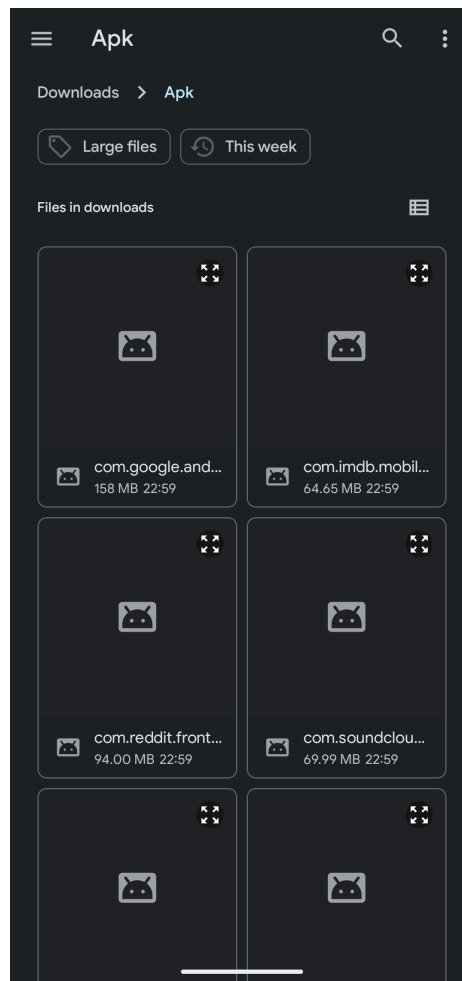 Apk
Downloads > Apk
Large files
This week
Files in downloads
com.google.and...
158 MB 22:59
com.imdb.mobil...
64.65 MB 22:59
com.reddit.front...
94.00 MB 22:59
com.soundclou...
69.99 MB 22:59